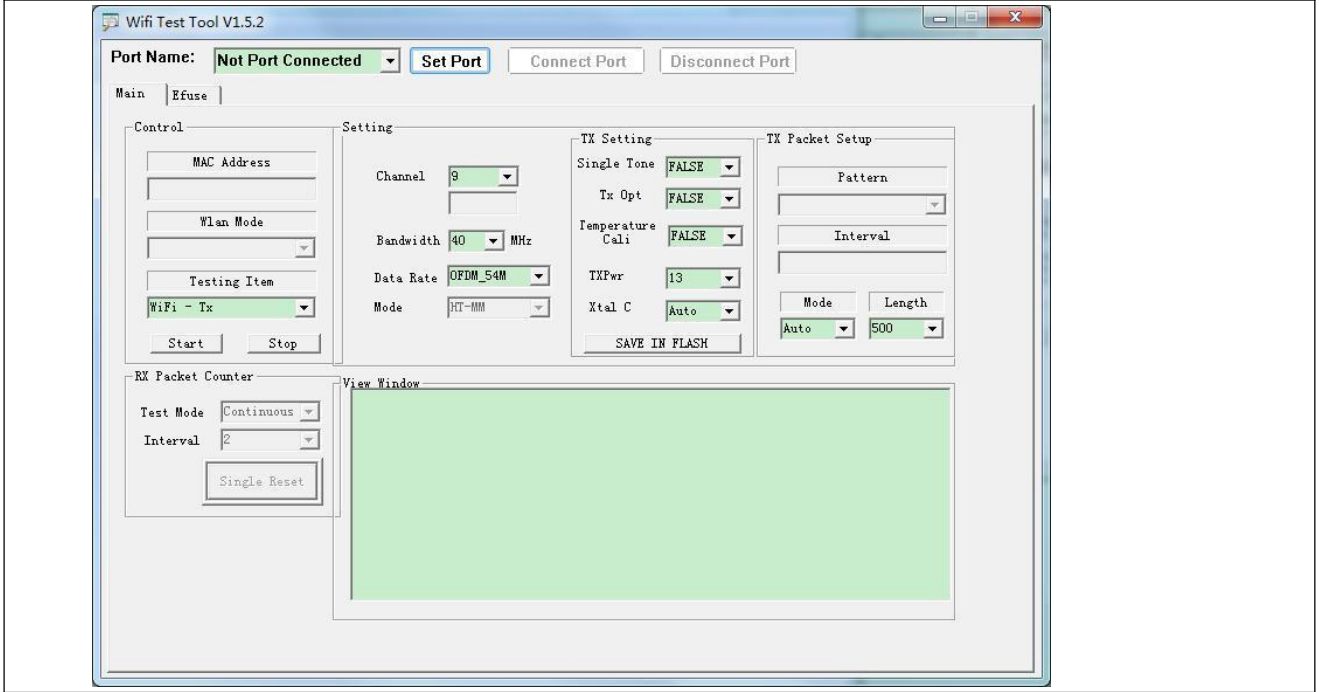 Wifi Test Tool V1.5.2
Port Name: Not Port Connected Set Port Connect Port Disconnect Port
Main Efuse
Control
MAC Address
Wlan Mode
Testing Item
WiFi - Tx
Start Stop
Setting
Channel 9
Bandwidth 40 MHz
Data Rate OFDM_54M
Mode HT-MM
TX Setting
Single Tone FALSE
Tx Opt FALSE
Temperature
Cali FALSE
TXPwr 13
Xtal C Auto
SAVE IN FLASH
TX Packet Setup
Pattern
Interval
Mode Length
Auto 500
RX Packet Counter
Test Mode Continuous
Interval 2
Single Reset
View Window